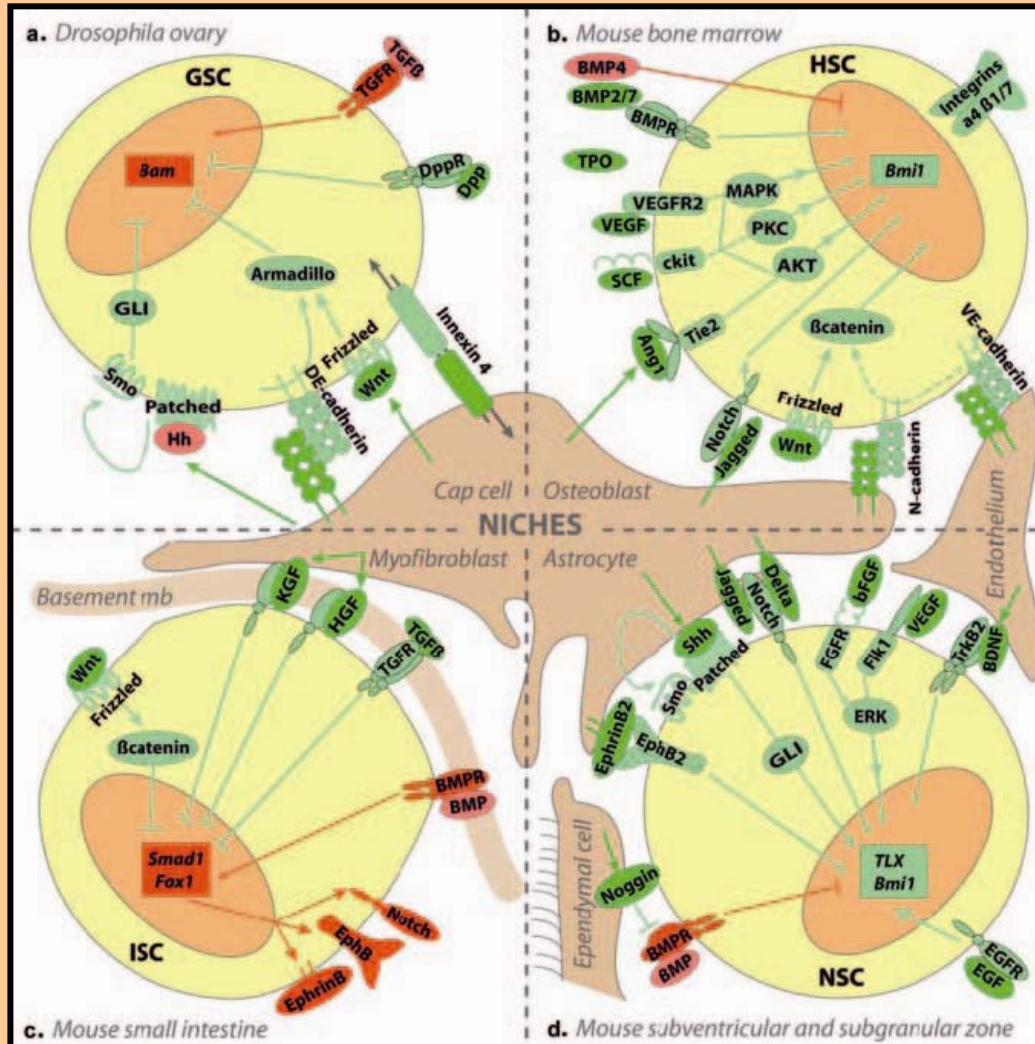 a. Drosophila ovary
GSC
TGFß
TGFR
Bam
DppR
Dpp
Armadillo
GLI
Smo
Patched
Hh
DE-cadherin
Frizzled
Wnt
Innexin 4
Cap cell
b. Mouse bone marrow
HSC
BMP4
BMP2/7
BMPR
Integrins
a4 ß1/7
TPO
Bmi1
MAPK
VEGFR2
VEGF
PKC
ckit
SCF
AKT
Tie2
Ang1
ßcatenin
VE-cadherin
Notch
Jagged
Frizzled
Wnt
N-cadherin
Osteoblast
Endothelium
NICHES
Myofibroblast
Basement mb
KGF
HGF
TGFß
TGFR
Wnt
Frizzled
ßcatenin
BMPR
BMP
Smad1
Fox1
Notch
EphB
EphrinB
ISC
c. Mouse small intestine
Astrocyte
Jagged
Delta
Notch
bFGF
FGFR
VEGF
Flk1
TrkB2
BDNF
Shh
Patched
Smo
EphrinB2
EphB2
GLI
ERK
Ependymal cell
Noggin
BMPR
BMP
TLX
Bmi1
EGFR
EGF
NSC
d. Mouse subventricular and subgranular zone